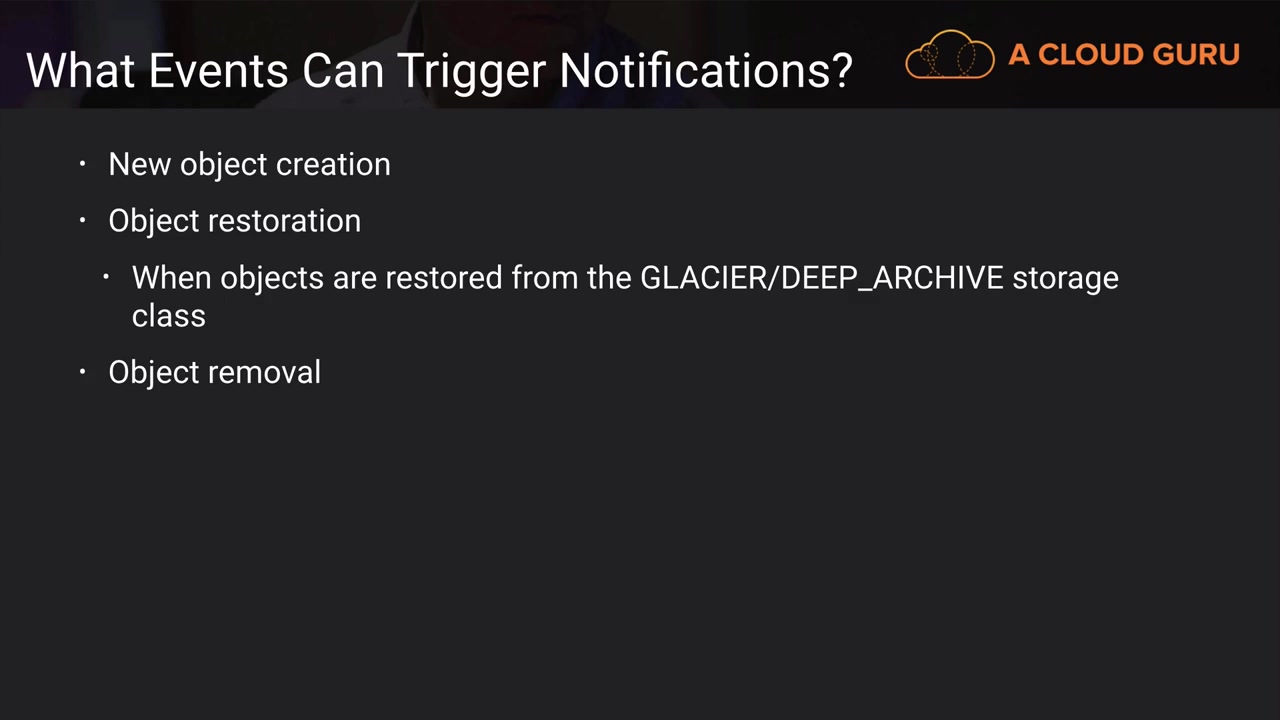 What Events Can Trigger Notifications?
A CLOUD GURU
• New object creation
• Object restoration
• When objects are restored from the GLACIER/DEEP_ARCHIVE storage
class
• Object removal